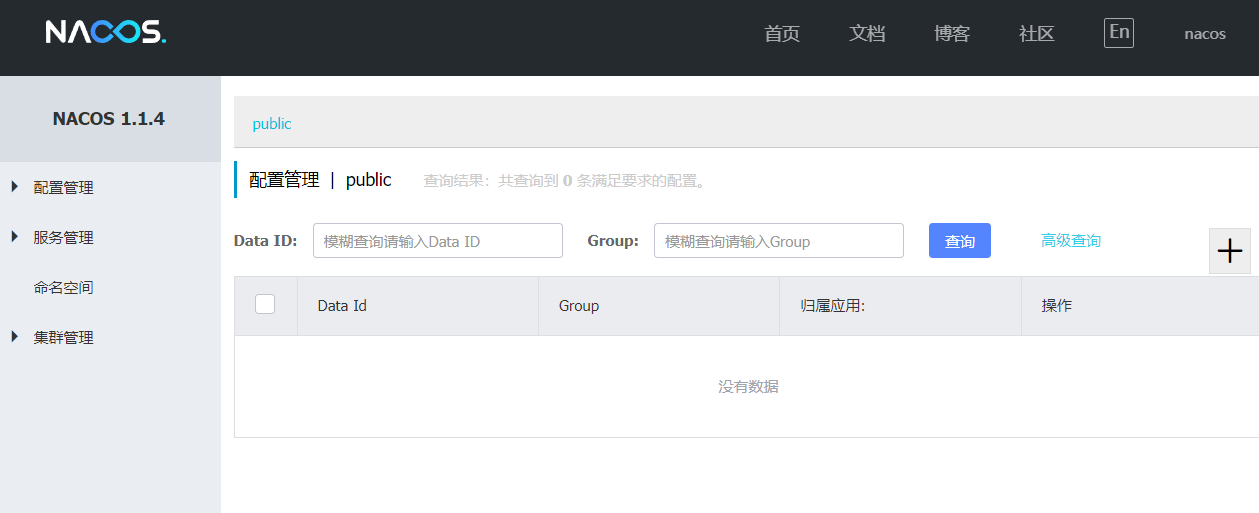 NACOS.
首页 文档 博客 社区 En nacos
NACOS 1.1.4
配置管理
服务管理
命名空间
集群管理
public
配置管理 | public 查询结果：共查询到 0 条满足要求的配置。
Data ID: 模糊查询请输入Data ID Group: 模糊查询请输入Group 查询 高级查询
Data Id Group 归属应用: 操作
没有数据